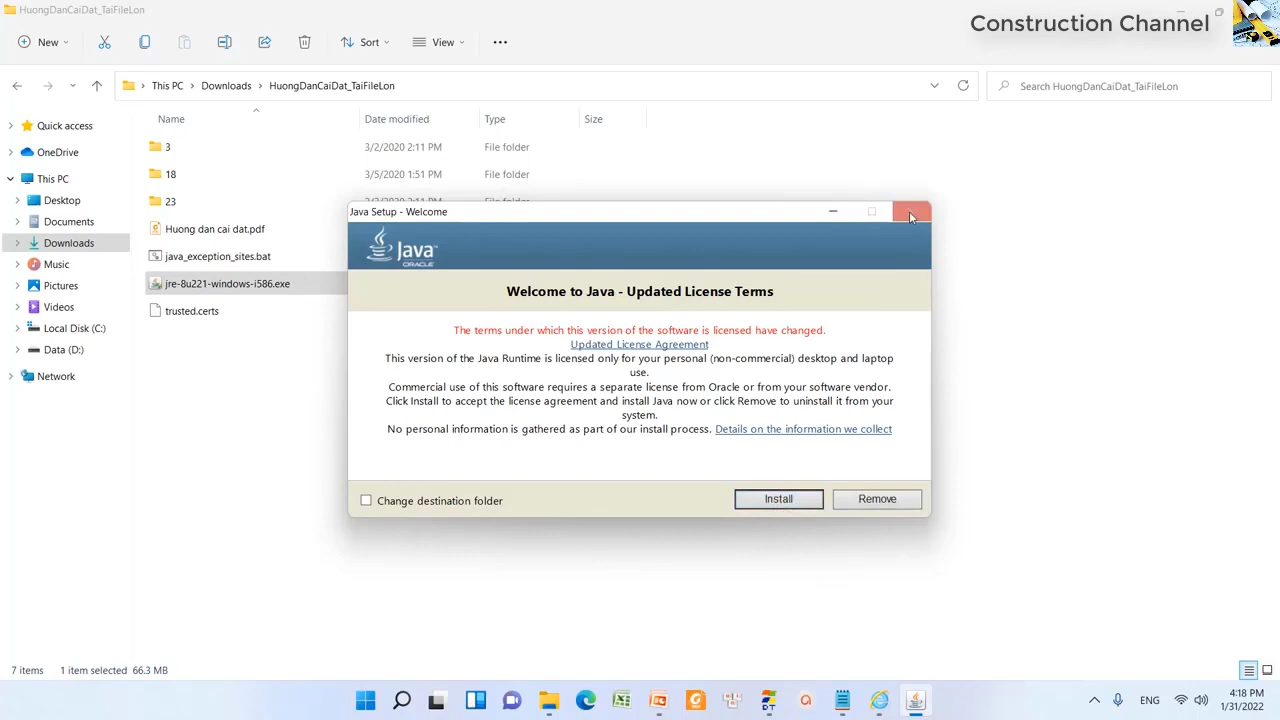 HuongDanCaiDat_TaiFileLon
Construction Channel
New
Sort
View
This PC
Downloads
HuongDanCaiDat_TaiFileLon
Search HuongDanCaiDat_TaiFileLon
Name
Date modified
Type
Size
Quick access
OneDrive
This PC
Desktop
Documents
Downloads
Music
Pictures
Videos
Local Disk (C:)
Data (D:)
Network
3
3/2/2020 2:11 PM
File folder
18
3/5/2020 1:51 PM
File folder
23
Huong dan cai dat.pdf
java_exception_sites.bat
jre-8u221-windows-i586.exe
trusted.certs
Java Setup - Welcome
Java
ORACLE
Welcome to Java - Updated License Terms
The terms under which this version of the software is licensed have changed.
Updated License Agreement
This version of the Java Runtime is licensed only for your personal (non-commercial) desktop and laptop
use.
Commercial use of this software requires a separate license from Oracle or from your software vendor.
Click Install to accept the license agreement and install Java now or click Remove to uninstall it from your
system.
No personal information is gathered as part of our install process. Details on the information we collect
Change destination folder
Install
Remove
7 items
1 item selected 66.3 MB
DT
ENG
4:18 PM
1/31/2022